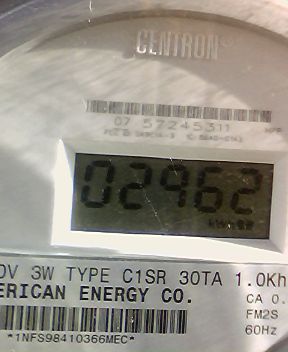 CENTRON
07 57245311
02962
0V 3W TYPE C1SR 30TA 1.0Kh
ERICAN ENERGY CO.
CA 0.
FM2S
60Hz
*1NFS98410366MEC*